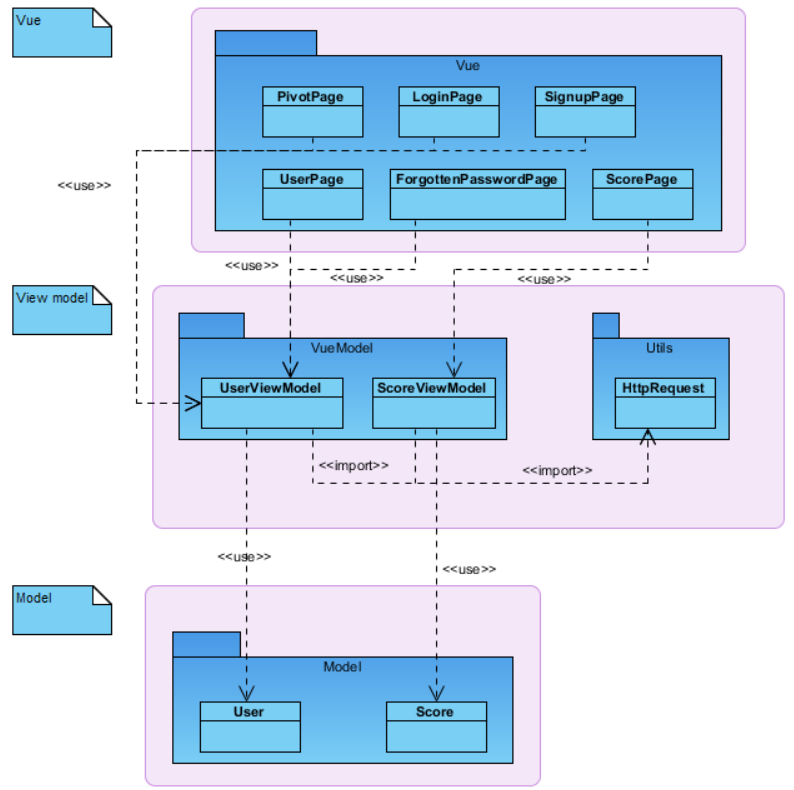 Vue
Vue
PivotPage
LoginPage
SignupPage
<<use>>
UserPage
ForgottenPasswordPage
ScorePage
<<use>>
<<use>>
<<use>>
View model
VueModel
Utils
UserViewModel
ScoreViewModel
HttpRequest
<<import>>
<<import>>
<<use>>
<<use>>
Model
Model
User
Score